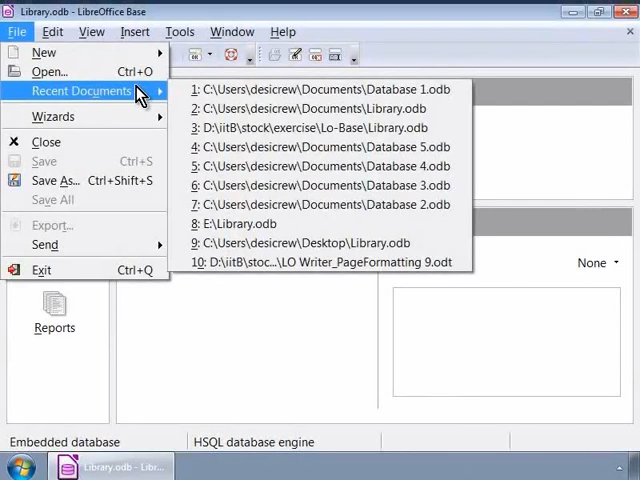 Library.odb - LibreOffice Base
File Edit View Insert Tools Window Help
New
Open... Ctrl+O
Recent Documents
Wizards
Close
Save Ctrl+S
Save As... Ctrl+Shift+S
Save All
Export...
Send
Exit Ctrl+Q
1: C:\Users\desicrew\Documents\Database 1.odb
2: C:\Users\desicrew\Documents\Library.odb
3: D:\iitB\stock\exercise\Lo-Base\Library.odb
4: C:\Users\desicrew\Documents\Database 5.odb
5: C:\Users\desicrew\Documents\Database 4.odb
6: C:\Users\desicrew\Documents\Database 3.odb
7: C:\Users\desicrew\Documents\Database 2.odb
8: E:\Library.odb
9: C:\Users\desicrew\Desktop\Library.odb
10: D:\iitB\stoc...\LO Writer_PageFormatting 9.odt
None
Reports
Embedded database HSQL database engine
Library.odb - Libr...